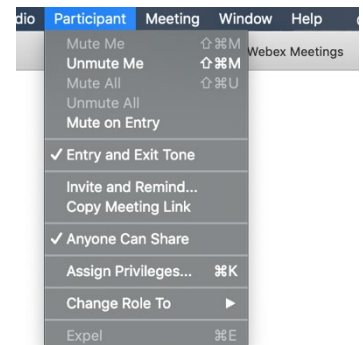 dio Participant Meeting Window Help
Webex Meetings
Mute Me ⇧⌘M
Unmute Me ⇧⌘M
Mute All ⇧⌘U
Unmute All
Mute on Entry
✓ Entry and Exit Tone
Invite and Remind...
Copy Meeting Link
✓ Anyone Can Share
Assign Privileges... ⌘K
Change Role To ▶
Expel ⌘E